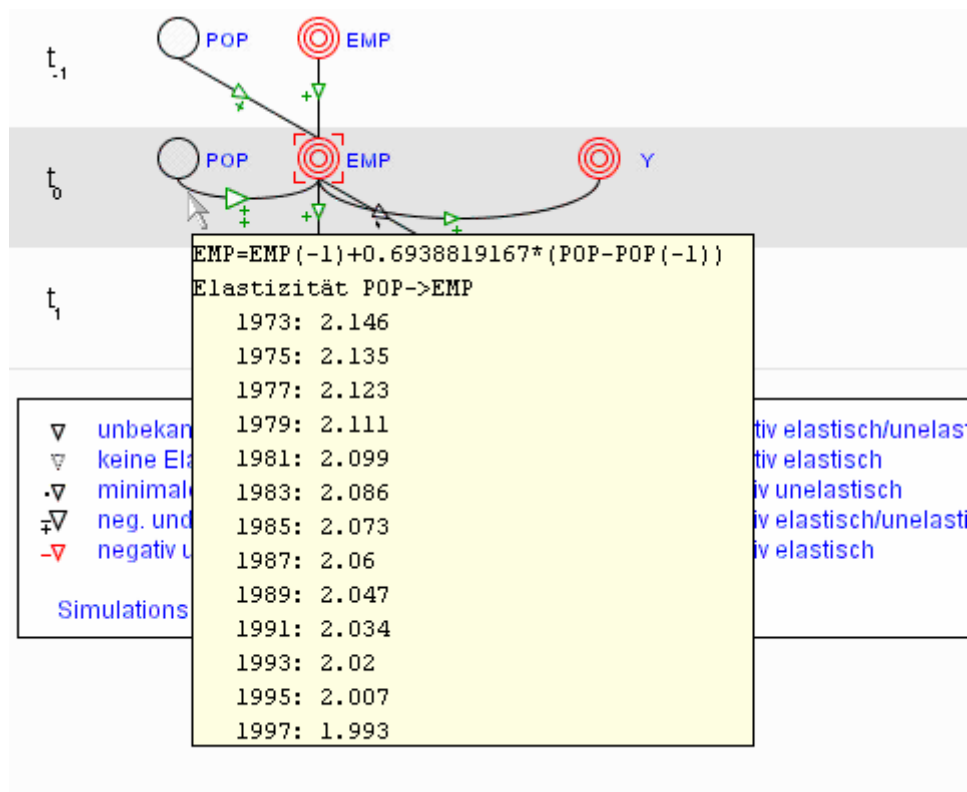 t-1 POP EMP
t0 POP EMP Y
EMP=EMP(-1)+0.6938819167*(POP-POP(-1))
Elastizität POP->EMP
t1
1973: 2.146
1975: 2.135
1977: 2.123
1979: 2.111
1981: 2.099
1983: 2.086
1985: 2.073
1987: 2.06
1989: 2.047
1991: 2.034
1993: 2.02
1995: 2.007
1997: 1.993
unbekan
keine Ela
minimale
neg. und
negativ u
Simulations
tiv elastisch/unelast
tiv elastisch
iv unelastisch
iv elastisch/unelasti
iv elastisch